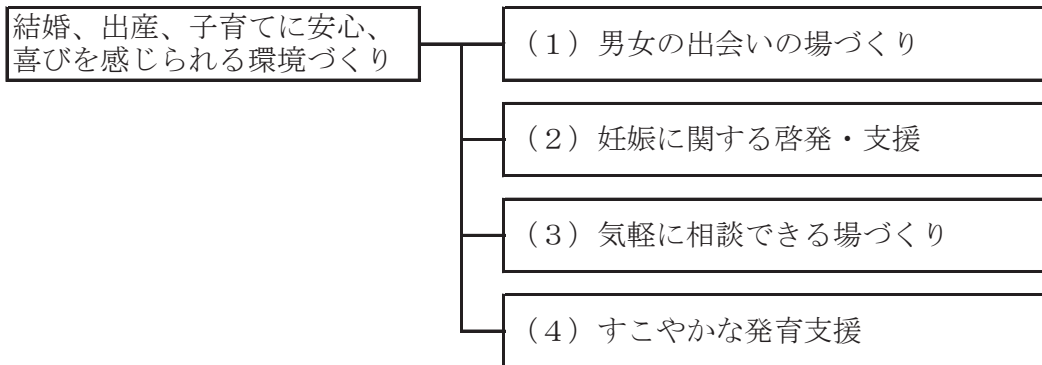 結婚、出産、子育てに安心、
喜びを感じられる環境づくり
（１）男女の出会いの場づくり
（２）妊娠に関する啓発・支援
（３）気軽に相談できる場づくり
（４）すこやかな発育支援